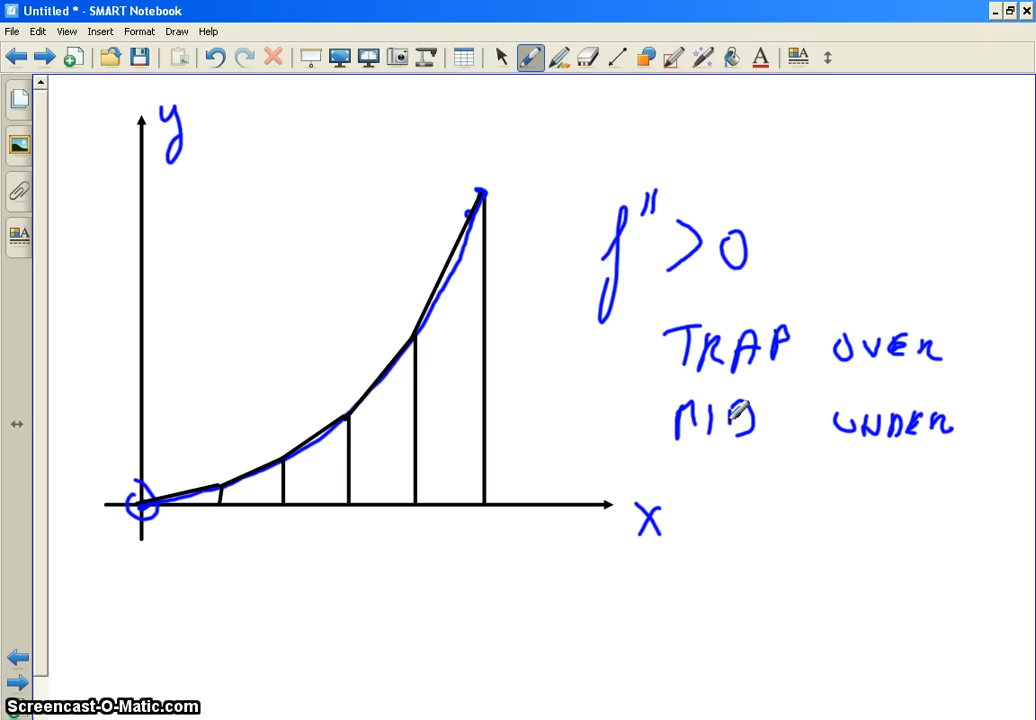 Untitled * - SMART Notebook
File Edit View Insert Format Draw Help
y
f" > 0
TRAP OVER
MID UNDER
x
Screencast-O-Matic.com